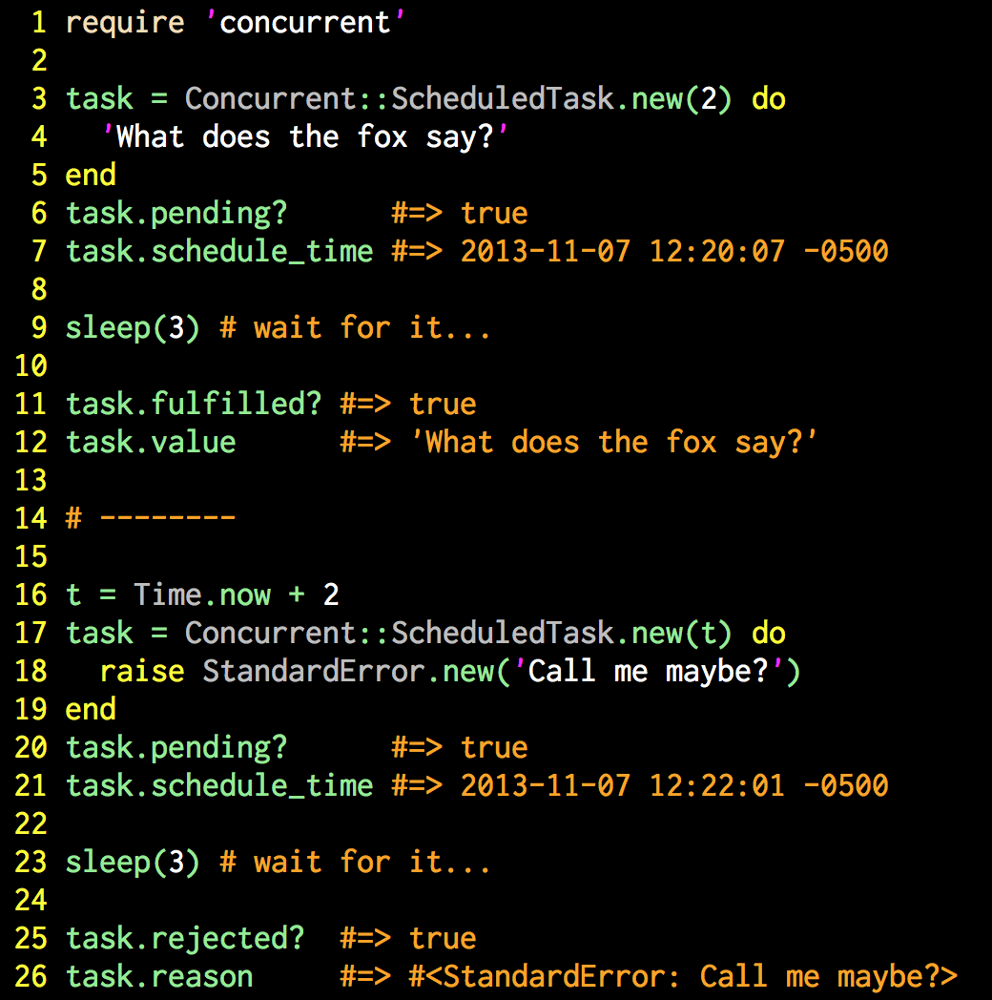 1 require 'concurrent'
2
3 task = Concurrent::ScheduledTask.new(2) do
4   'What does the fox say?'
5 end
6 task.pending?      #=> true
7 task.schedule_time #=> 2013-11-07 12:20:07 -0500
8
9 sleep(3) # wait for it...
10
11 task.fulfilled? #=> true
12 task.value      #=> 'What does the fox say?'
13
14 # --------
15
16 t = Time.now + 2
17 task = Concurrent::ScheduledTask.new(t) do
18   raise StandardError.new('Call me maybe?')
19 end
20 task.pending?      #=> true
21 task.schedule_time #=> 2013-11-07 12:22:01 -0500
22
23 sleep(3) # wait for it...
24
25 task.rejected?  #=> true
26 task.reason     #=> #<StandardError: Call me maybe?>